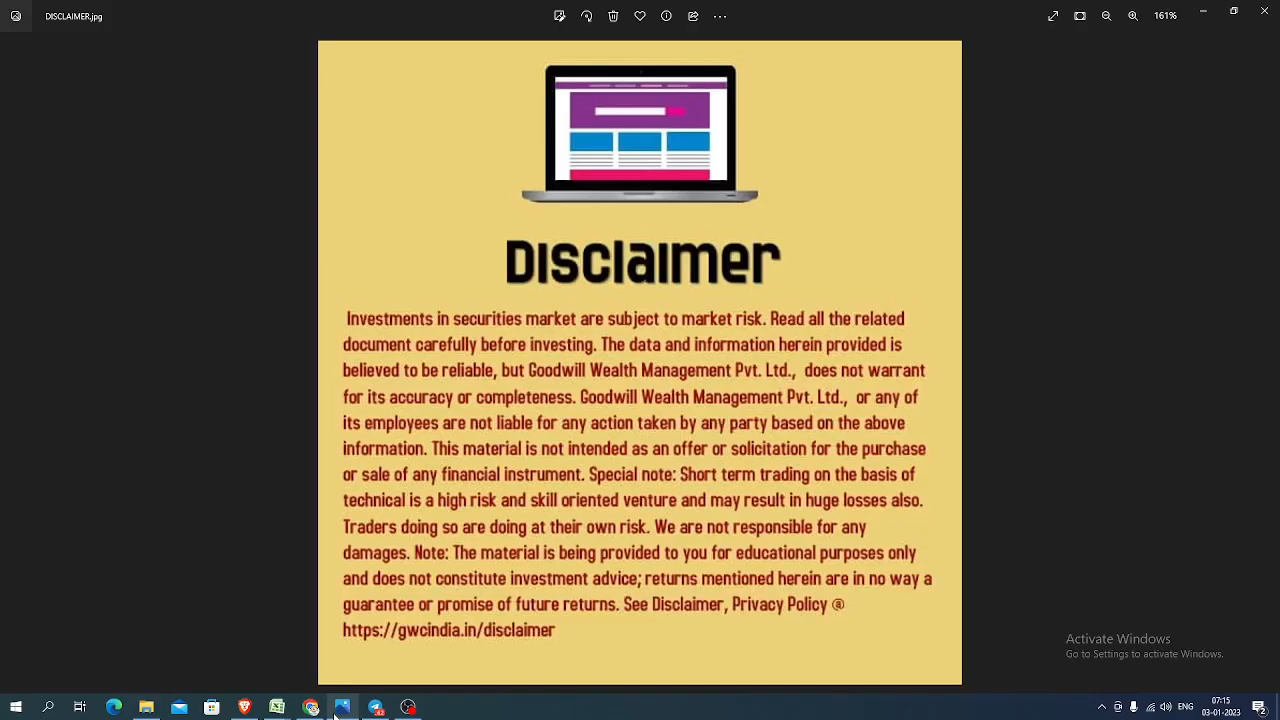 DISCLAIMER.jpg
Disclaimer
Investments in securities market are subject to market risk. Read all the related
document carefully before investing. The data and information herein provided is
believed to be reliable, but Goodwill Wealth Management Pvt. Ltd., does not warrant
for its accuracy or completeness. Goodwill Wealth Management Pvt. Ltd., or any of
its employees are not liable for any action taken by any party based on the above
information. This material is not intended as an offer or solicitation for the purchase
or sale of any financial instrument. Special note: Short term trading on the basis of
technical is a high risk and skill oriented venture and may result in huge losses also.
Traders doing so are doing at their own risk. We are not responsible for any
damages. Note: The material is being provided to you for educational purposes only
and does not constitute investment advice; returns mentioned herein are in no way a
guarantee or promise of future returns. See Disclaimer, Privacy Policy @
https://gwcindia.in/disclaimer
Activate Windows
Go to Settings to activate Windows.
07:15
03-01-2023